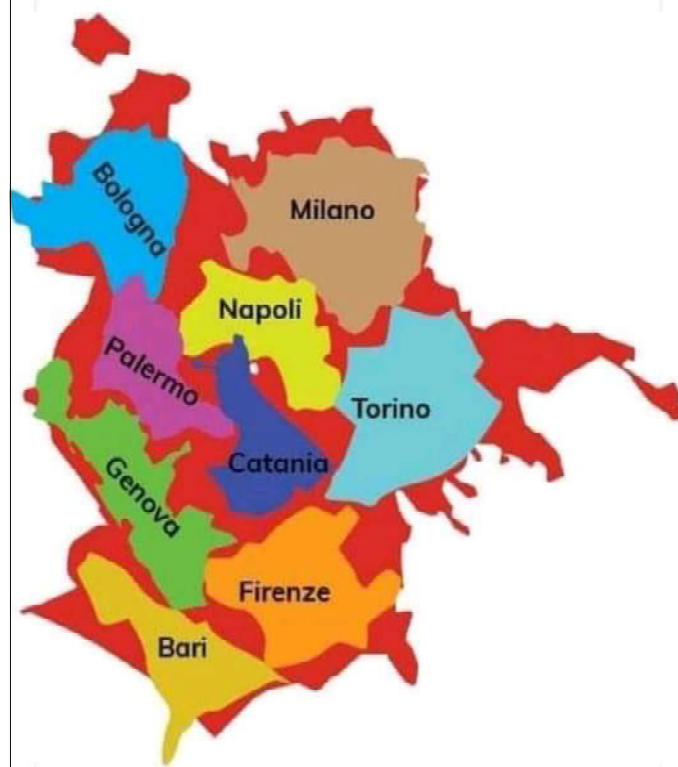 Bologna
Milano
Napoli
Palermo
Torino
Catania
Genova
Firenze
Bari